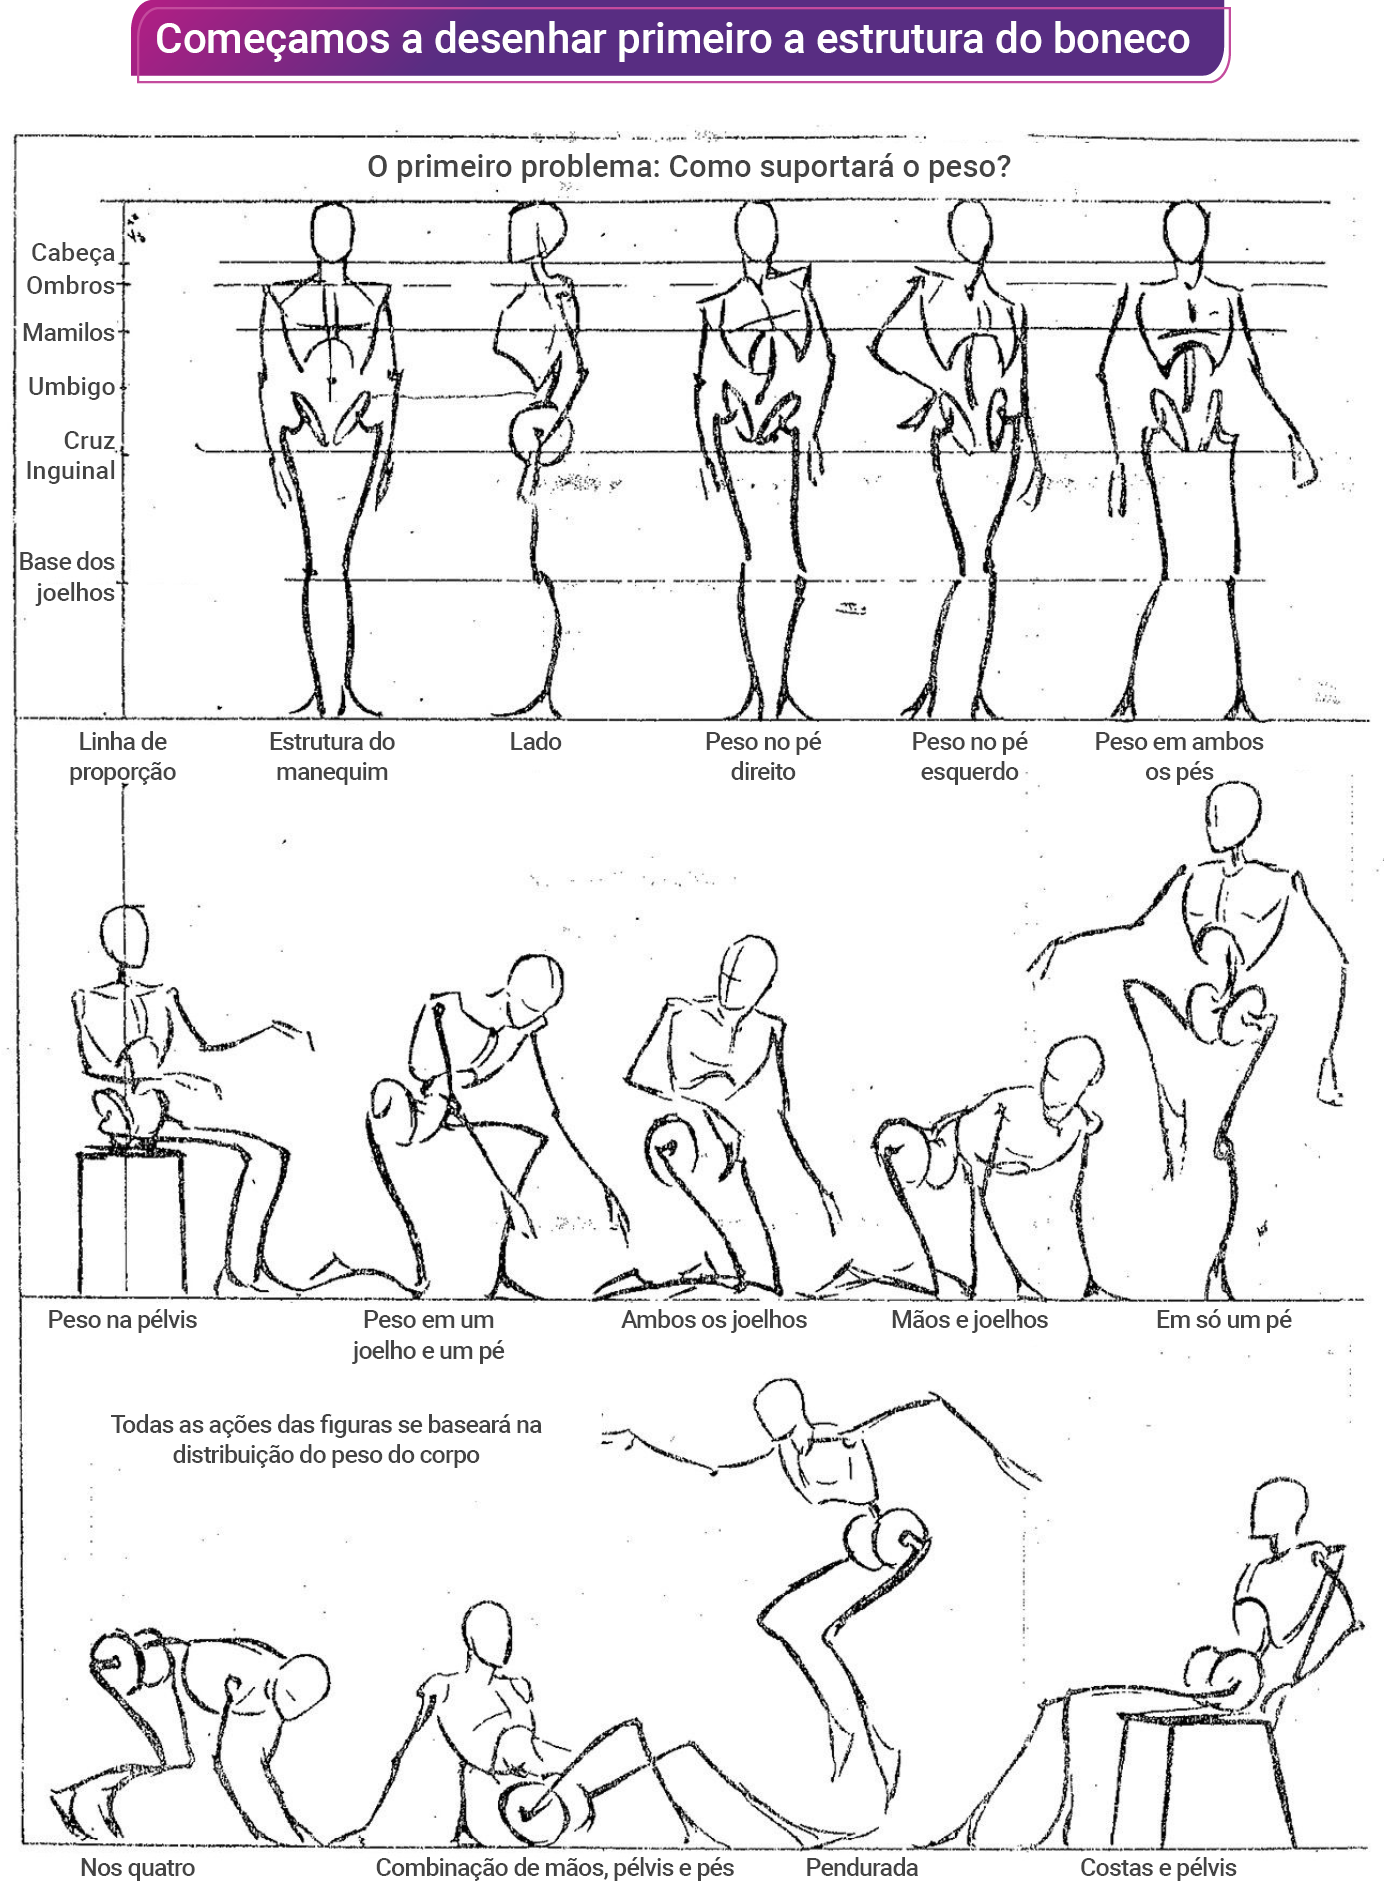 Começamos a desenhar primeiro a estrutura do boneco
O primeiro problema: Como suportará o peso?
Cabeça
Ombros
Mamilos
Umbigo
Cruz
Inguinal
Base dos
joelhos
Linha de
proporção
Estrutura do
manequim
Lado
Peso no pé
direito
Peso no pé
esquerdo
Peso em ambos
os pés
Peso na pélvis
Peso em um
joelho e um pé
Ambos os joelhos
Mãos e joelhos
Em só um pé
Todas as ações das figuras se baseará na
distribuição do peso do corpo
Nos quatro
Combinação de mãos, pélvis e pés
Pendurada
Costas e pélvis